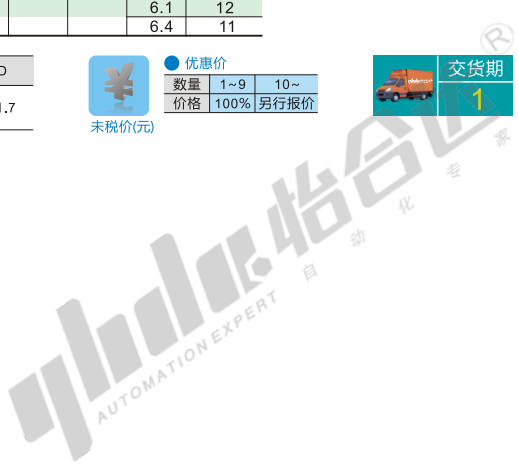 6.1 12
6.4 11
D
1.7
¥
未税价(元)
● 优惠价
数量 1~9 10~
价格 100% 另行报价
交货期
1
®
怡合达
自动化专家
AUTOMATION EXPERT